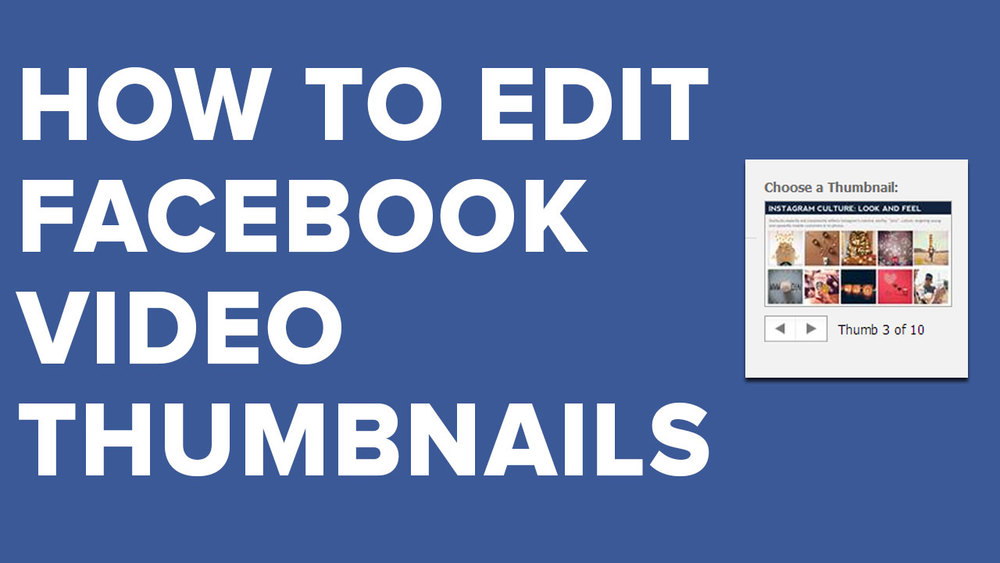 HOW TO EDIT
FACEBOOK
VIDEO
THUMBNAILS
Choose a Thumbnail:
INSTAGRAM CULTURE: LOOK AND FEEL
Thumb 3 of 10